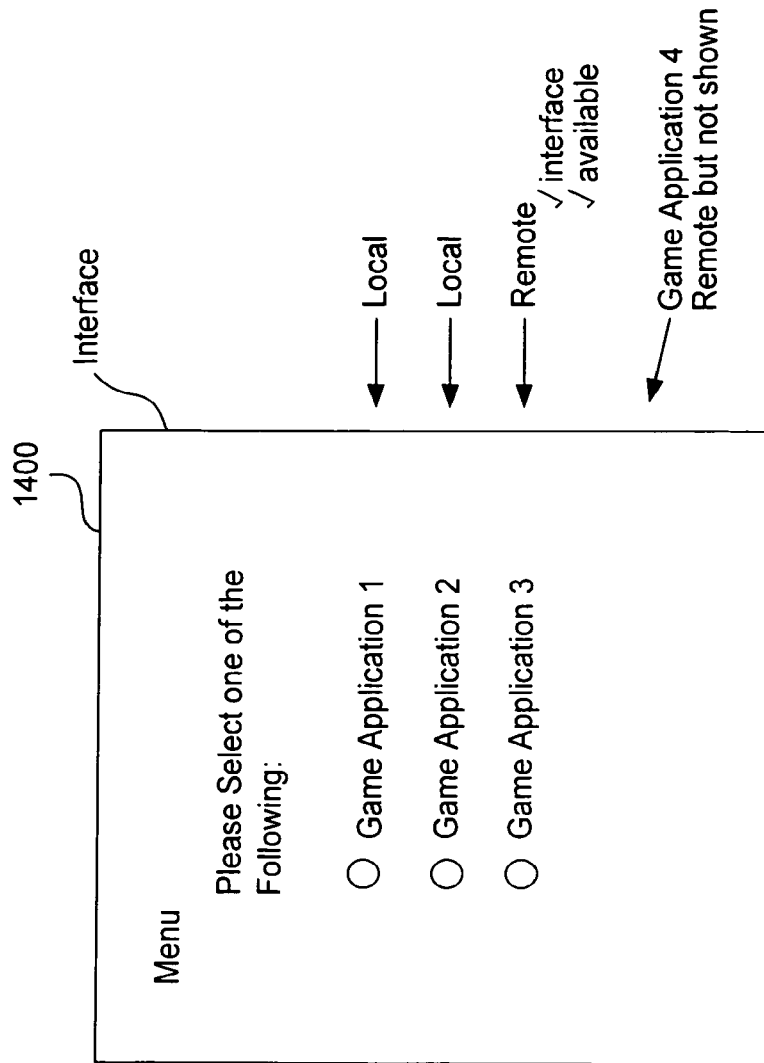 1400
Interface
Menu
Please Select one of the
Following:
Game Application 1
Game Application 2
Game Application 3
Local
Local
Remote
√ interface
√ available
Game Application 4
Remote but not shown